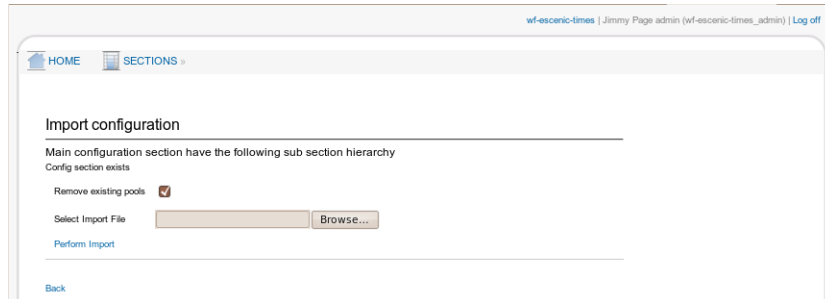 wf-escenic-times | Jimmy Page admin (wf-escenic-times_admin) | Log off
HOME SECTIONS »
Import configuration
Main configuration section have the following sub section hierarchy
Config section exists
Remove existing pools
Select Import File Browse...
Perform Import
Back